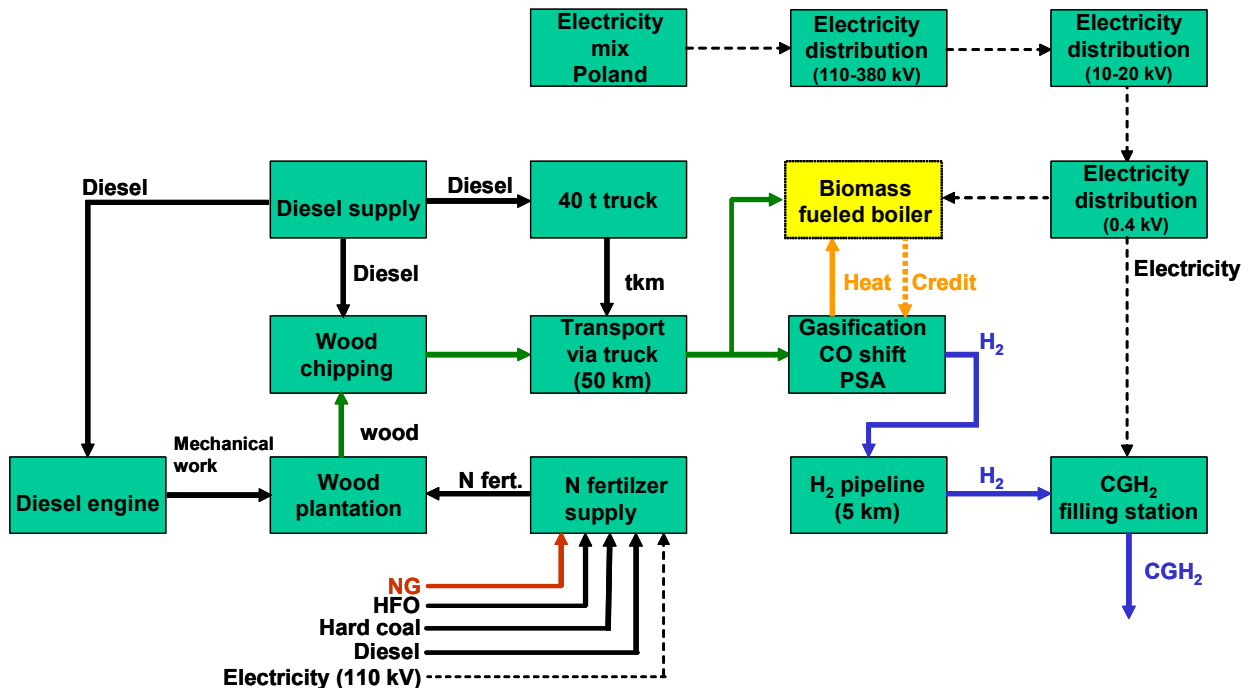 Electricity
mix
Poland
Electricity
distribution
(110-380 kV)
Electricity
distribution
(10-20 kV)
Diesel
Diesel supply
Diesel
40 t truck
Biomass
fueled boiler
Electricity
distribution
(0.4 kV)
Diesel
tkm
Heat
Credit
Electricity
Wood
chipping
Transport
via truck
(50 km)
Gasification
CO shift
PSA
H₂
wood
Mechanical
work
Diesel engine
Wood
plantation
N fert.
N fertilzer
supply
H₂ pipeline
(5 km)
H₂
CGH₂
filling station
CGH₂
NG
HFO
Hard coal
Diesel
Electricity (110 kV)